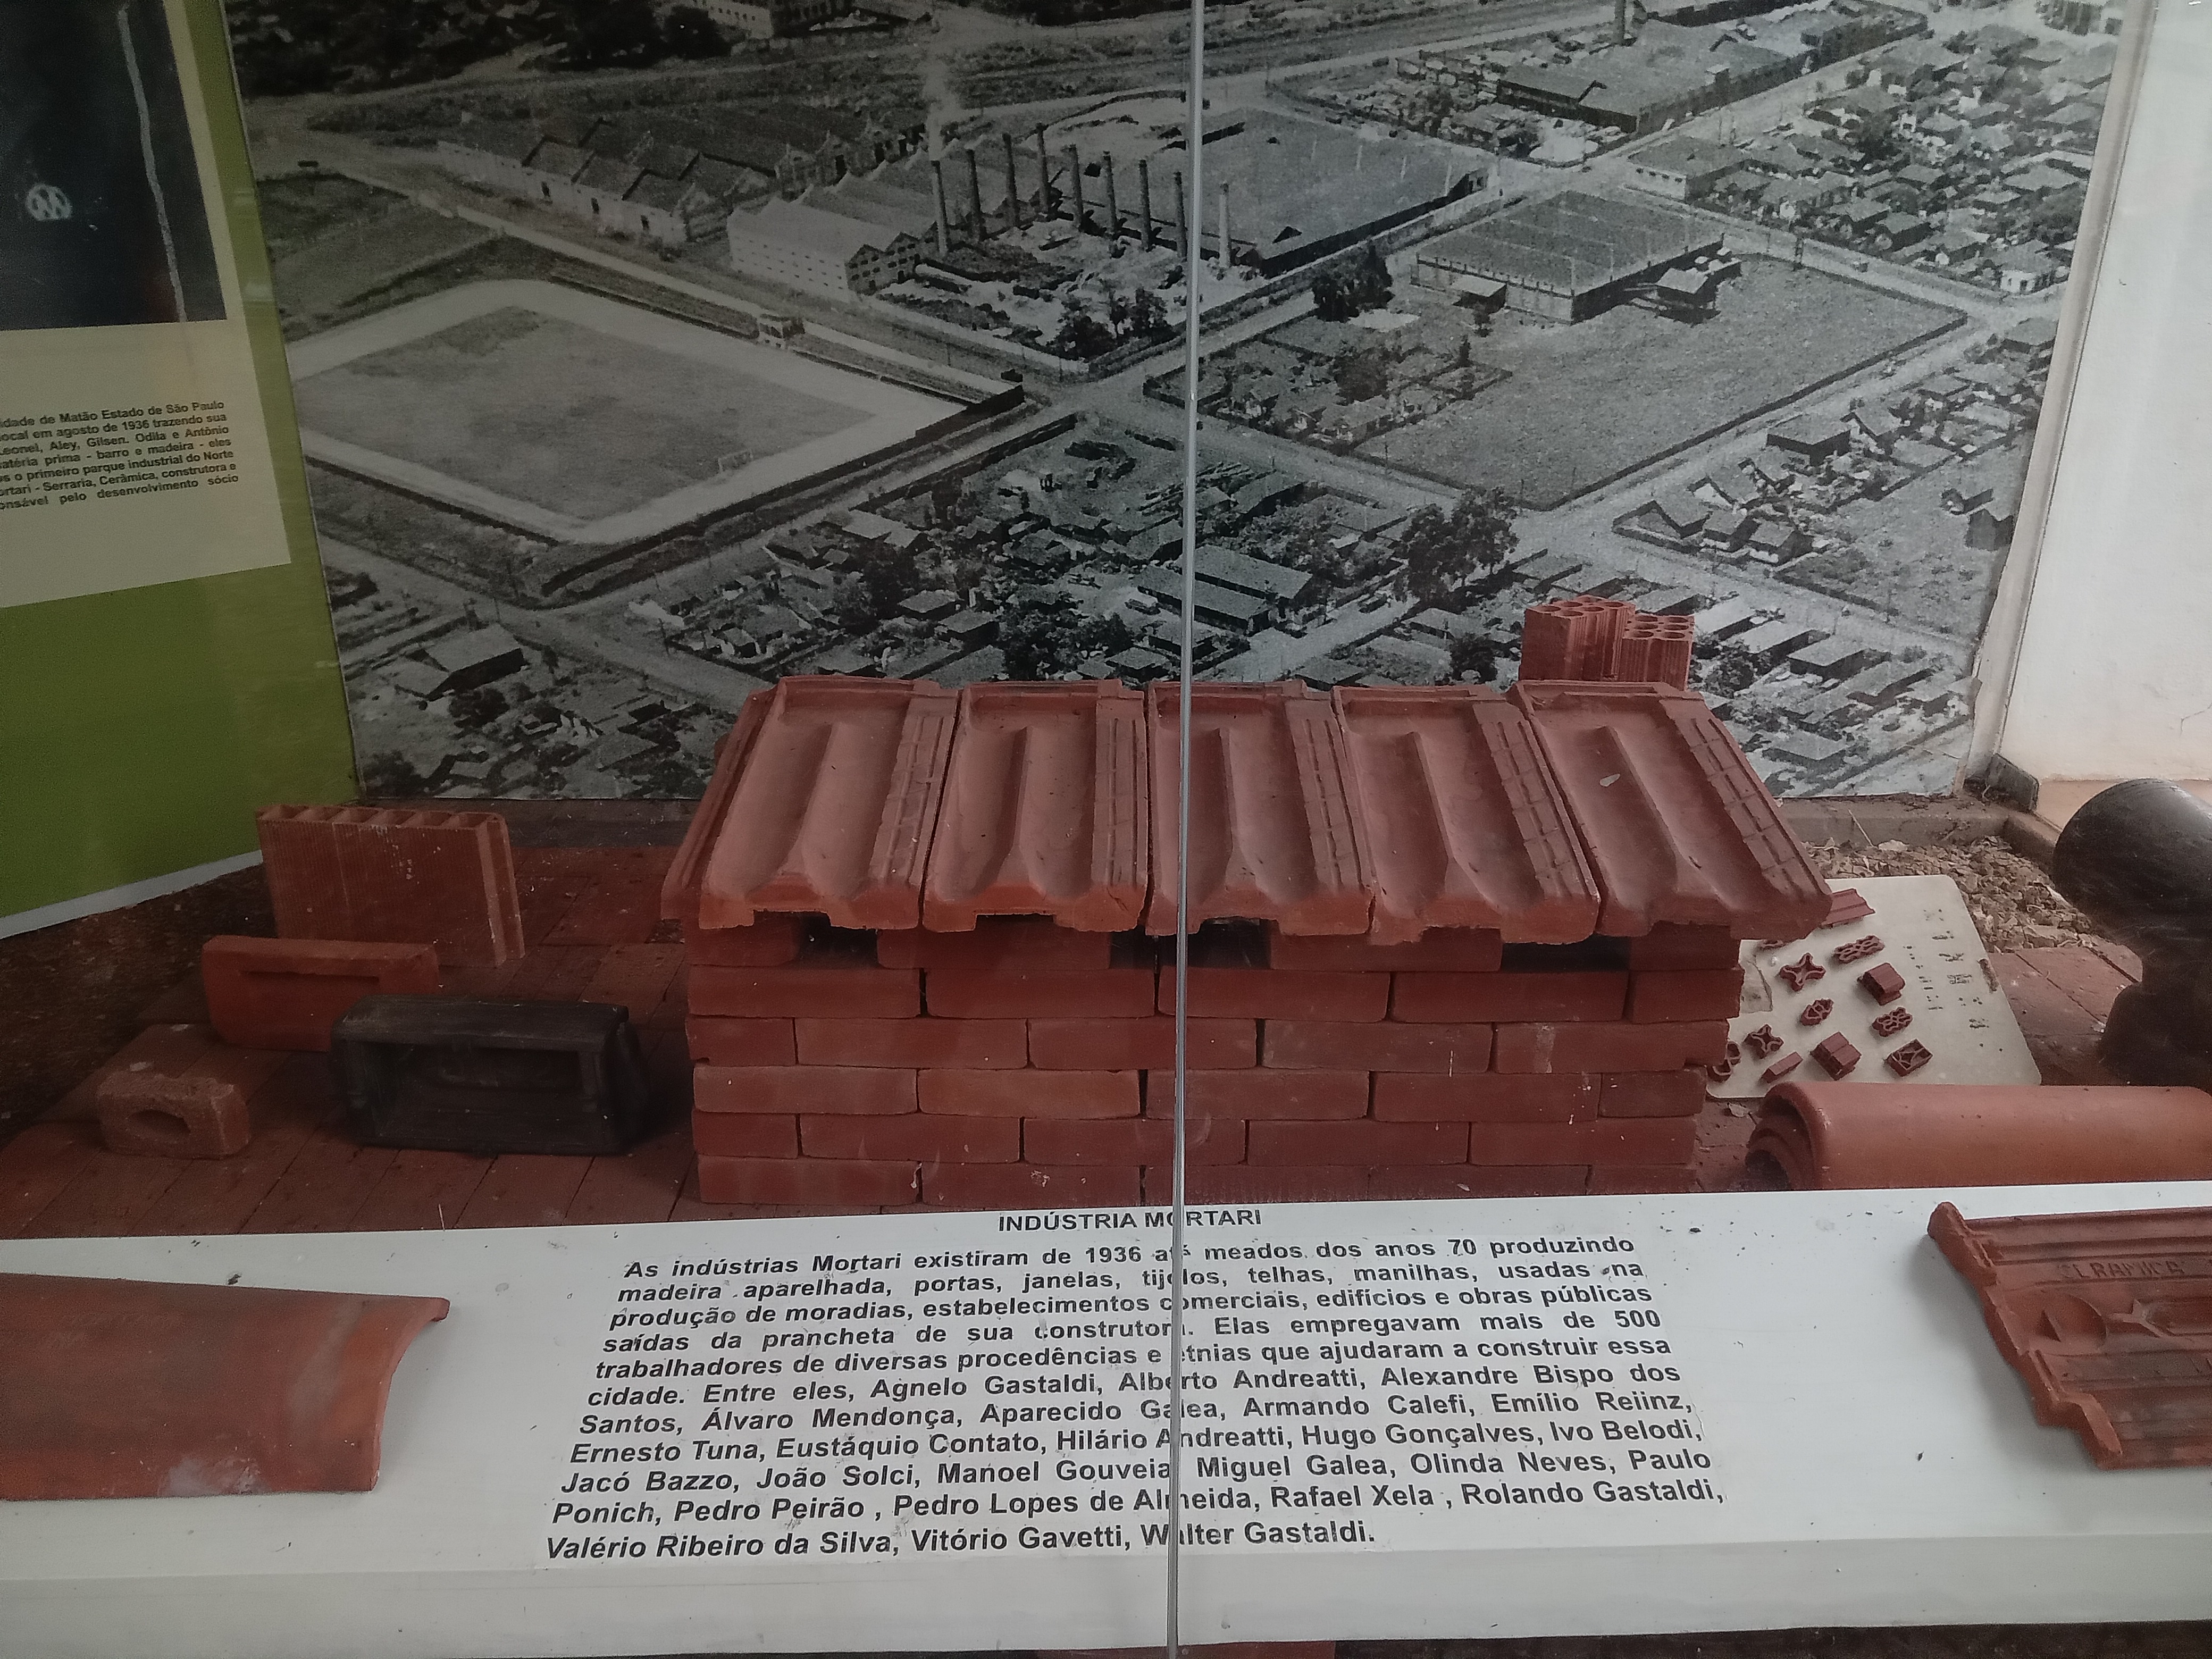 idade de Matão Estado de São Paulo
local em agosto de 1936 trazendo sua
Leonel, Aley, Gilsen. Odila e Antônio
matéria prima - barro e madeira - eles
os o primeiro parque industrial do Norte
ortari - Serraria, Cerâmica, construtora e
onsável pelo desenvolvimento sócio
INDÚSTRIA MORTARI
As indústrias Mortari existiram de 1936 até meados dos anos 70 produzindo
madeira aparelhada, portas, janelas, tijolos, telhas, manilhas, usadas na
produção de moradias, estabelecimentos comerciais, edifícios e obras públicas
saídas da prancheta de sua construtora. Elas empregavam mais de 500
trabalhadores de diversas procedências e etnias que ajudaram a construir essa
cidade. Entre eles, Agnelo Gastaldi, Alberto Andreatti, Alexandre Bispo dos
Santos, Álvaro Mendonça, Aparecido Galea, Armando Calefi, Emílio Reiinz,
Ernesto Tuna, Eustáquio Contato, Hilário Andreatti, Hugo Gonçalves, Ivo Belodi,
Jacó Bazzo, João Solci, Manoel Gouveia, Miguel Galea, Olinda Neves, Paulo
Ponich, Pedro Peirão , Pedro Lopes de Almeida, Rafael Xela , Rolando Gastaldi,
Valério Ribeiro da Silva, Vitório Gavetti, Walter Gastaldi.
CERAMICA